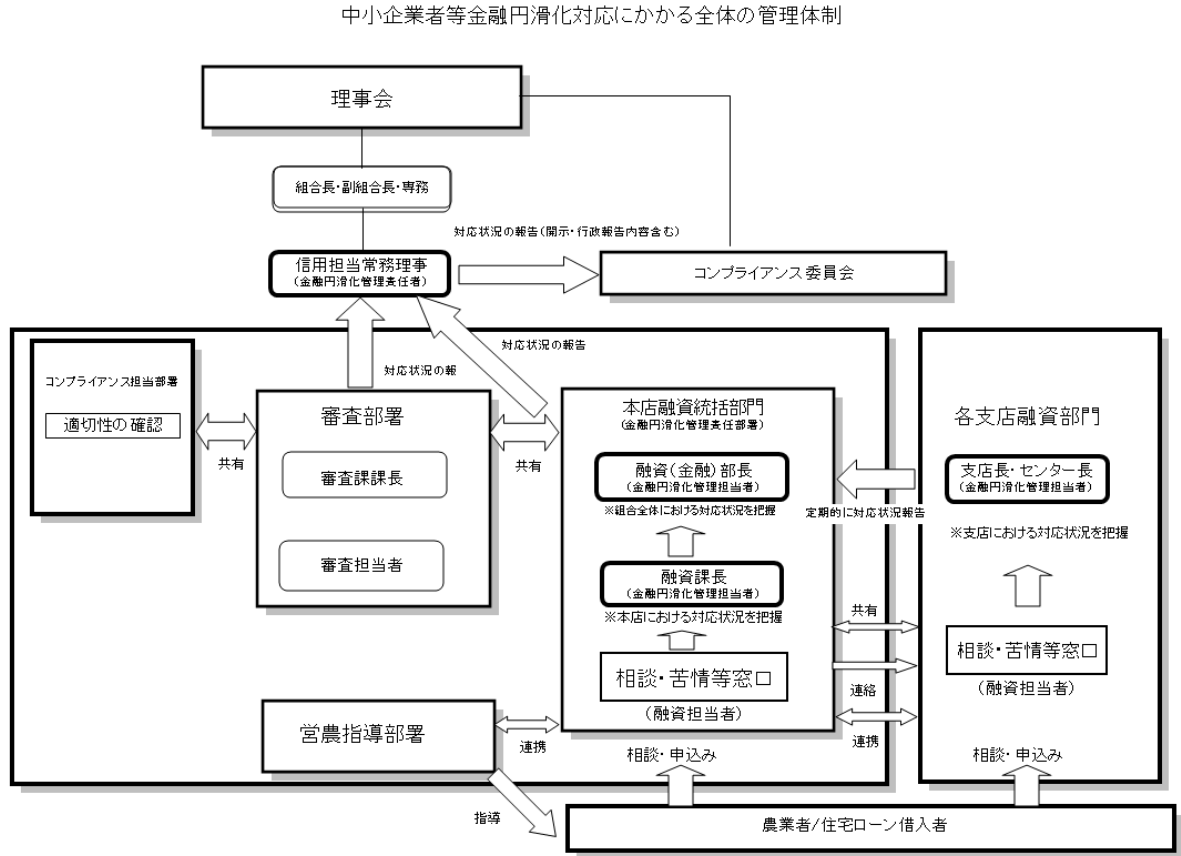 中小企業者等金融円滑化対応にかかる全体の管理体制
理事会
組合長・副組合長・専務
対応状況の報告(開示・行政報告内容含む)
信用担当常務理事
(金融円滑化管理責任者)
コンプライアンス委員会
対応状況の報告
対応状況の報
コンプライアンス担当部署
適切性の確認
共有
審査部署
審査課課長
審査担当者
共有
本店融資統括部門
(金融円滑化管理責任部署)
融資(金融)部長
(金融円滑化管理担当者)
※組合全体における対応状況を把握
融資課長
(金融円滑化管理担当者)
※本店における対応状況を把握
相談・苦情等窓口
(融資担当者)
各支店融資部門
支店長・センター長
(金融円滑化管理担当者)
定期的に対応状況報告
※支店における対応状況を把握
共有
相談・苦情等窓口
(融資担当者)
連絡
連携
営農指導部署
連携
相談・申込み
相談・申込み
指導
農業者/住宅ローン借入者